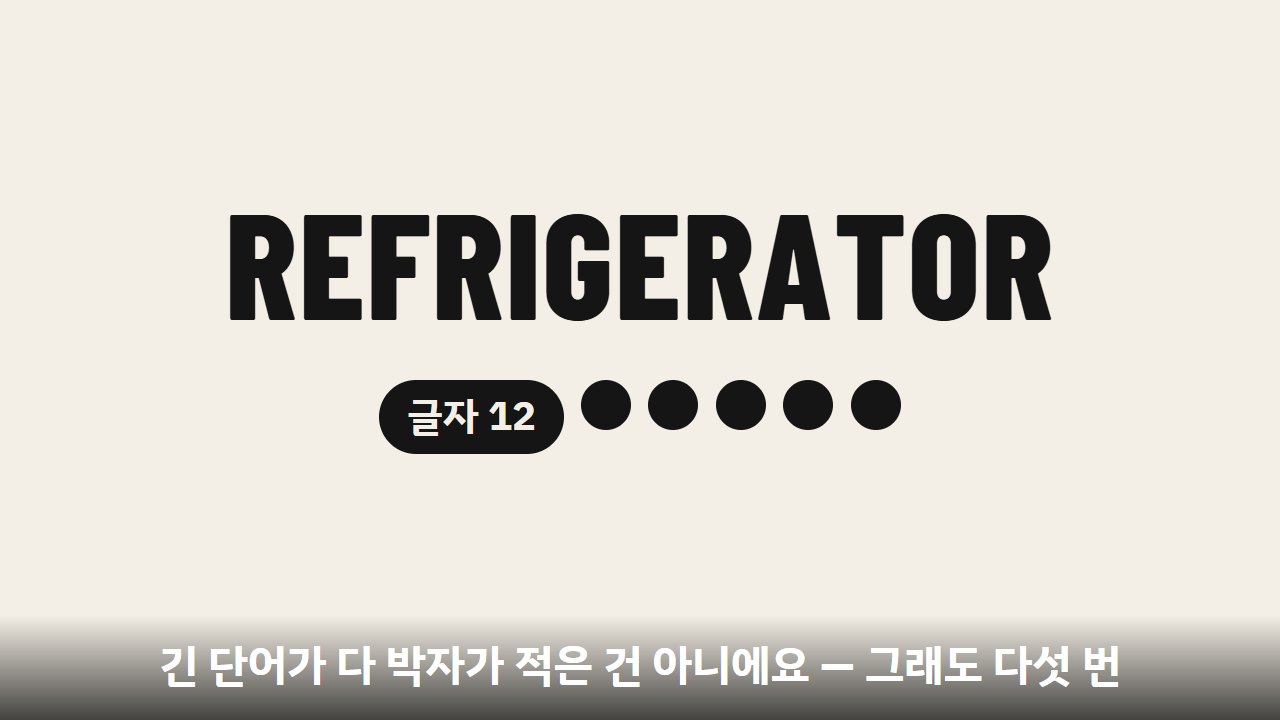 REFRIGERATOR
글자 12
긴 단어가 다 박자가 적은 건 아니에요 — 그래도 다섯 번